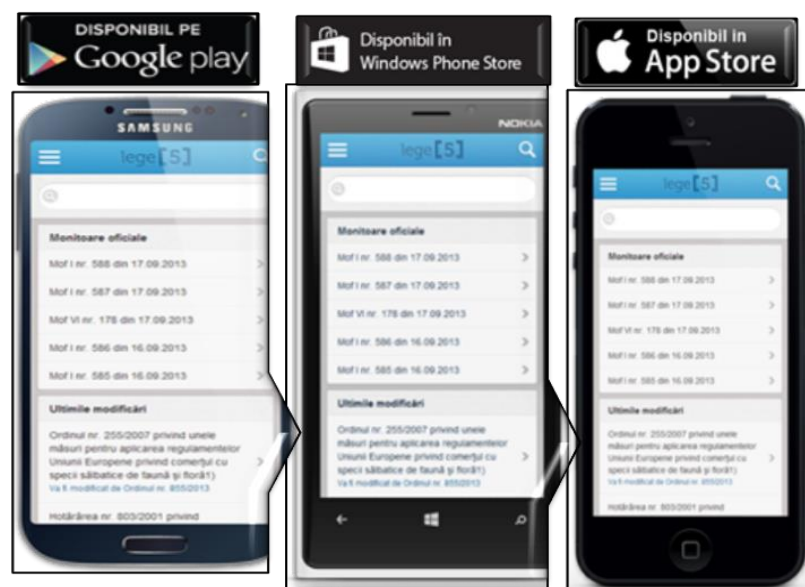 DISPONIBIL PE
Google play
SAMSUNG
lege[5]
Monitoare oficiale
Mof I nr. 588 din 17.09.2013
Mof I nr. 587 din 17.09.2013
Mof VI nr. 178 din 17.09.2013
Mof I nr. 586 din 16.09.2013
Mof I nr. 585 din 16.09.2013
Ultimile modificări
Ordinul nr. 255/2007 privind unele
măsuri pentru aplicarea regulamentelor
Uniunii Europene privind comerțul cu
specii sălbatice de faună și floră1)
Va fi modificat de Ordinul nr. 855/2013
Hotărârea nr. 803/2001 privind
Disponibil în
Windows Phone Store
NOKIA
lege[5]
Monitoare oficiale
Mof I nr. 588 din 17.09.2013
Mof I nr. 587 din 17.09.2013
Mof VI nr. 178 din 17.09.2013
Mof I nr. 586 din 16.09.2013
Mof I nr. 585 din 16.09.2013
Ultimile modificări
Ordinul nr. 255/2007 privind unele
măsuri pentru aplicarea regulamentelor
Uniunii Europene privind comerțul cu
specii sălbatice de faună și floră1)
Va fi modificat de Ordinul nr. 855/2013
Disponibil in
App Store
lege[5]
Monitoare oficiale
Mof I nr. 588 din 17.09.2013
Mof I nr. 587 din 17.09.2013
Mof VI nr. 178 din 17.09.2013
Mof I nr. 586 din 16.09.2013
Mof I nr. 585 din 16.09.2013
Ultimile modificări
Ordinul nr. 255/2007 privind unele
măsuri pentru aplicarea regulamentelor
Uniunii Europene privind comerțul cu
specii sălbatice de faună și floră1)
Va fi modificat de Ordinul nr. 855/2013
Hotărârea nr. 803/2001 privind